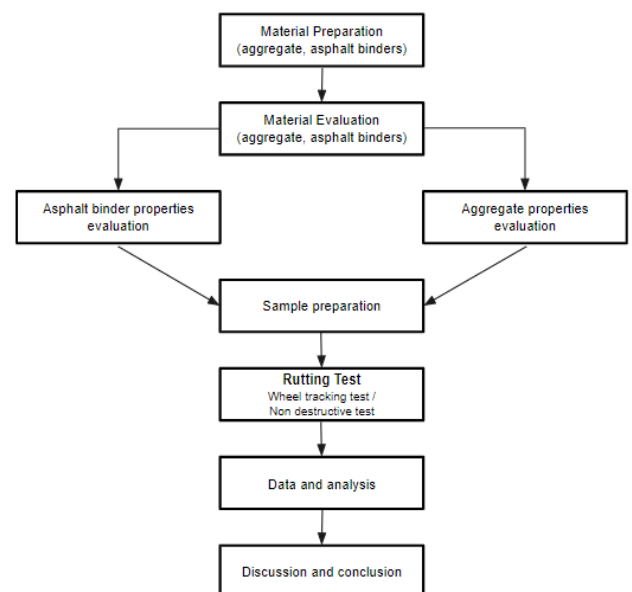 Material Preparation
(aggregate, asphalt binders)
Material Evaluation
(aggregate, asphalt binders)
Asphalt binder properties
evaluation
Aggregate properties
evaluation
Sample preparation
Rutting Test
Wheel tracking test /
Non destructive test
Data and analysis
Discussion and conclusion